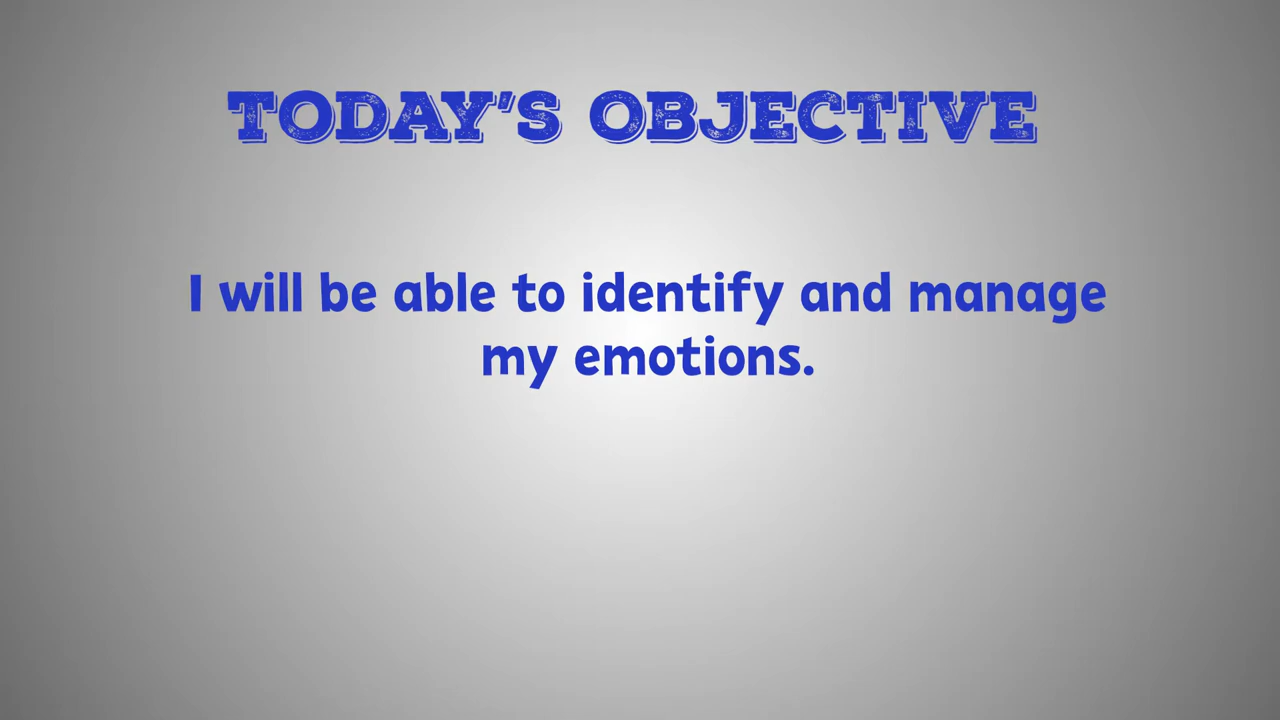 TODAY'S OBJECTIVE
I will be able to identify and manage
my emotions.